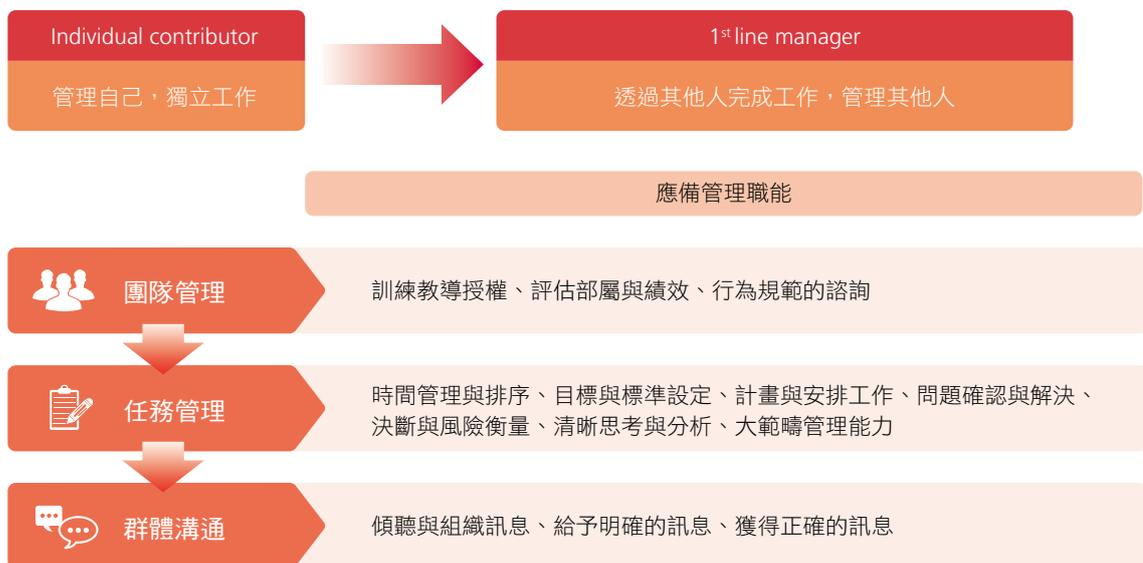 Individual contributor
管理自己，獨立工作
1st line manager
透過其他人完成工作，管理其他人
應備管理職能
團隊管理
訓練教導授權、評估部屬與績效、行為規範的諮詢
任務管理
時間管理與排序、目標與標準設定、計畫與安排工作、問題確認與解決、
決斷與風險衡量、清晰思考與分析、大範疇管理能力
群體溝通
傾聽與組織訊息、給予明確的訊息、獲得正確的訊息